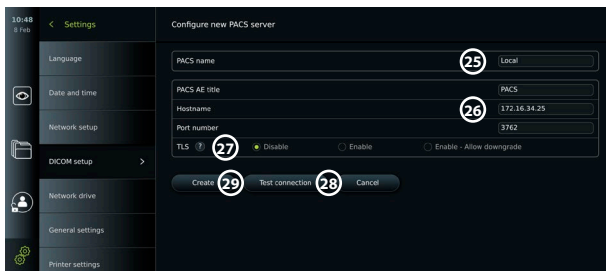 10:48
8 Feb
< Settings
Language
Date and time
Network setup
DICOM setup >
Network drive
General settings
Printer settings
Configure new PACS server
PACS name 25 Local
PACS AE title PACS
Hostname 26 172.16.34.25
Port number 3762
TLS ? 27 Disable Enable Enable - Allow downgrade
Create 29 Test connection 28 Cancel